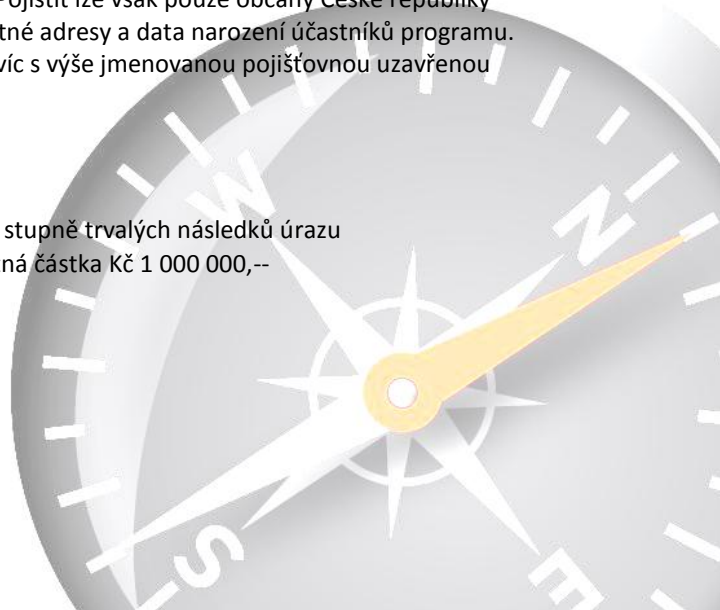 Pojistit lze však pouze občany České republiky
tné adresy a data narození účastníků programu.
víc s výše jmenovanou pojišťovnou uzavřenou
W
N
stupně trvalých následků úrazu
ná částka Kč 1 000 000,--
S
E